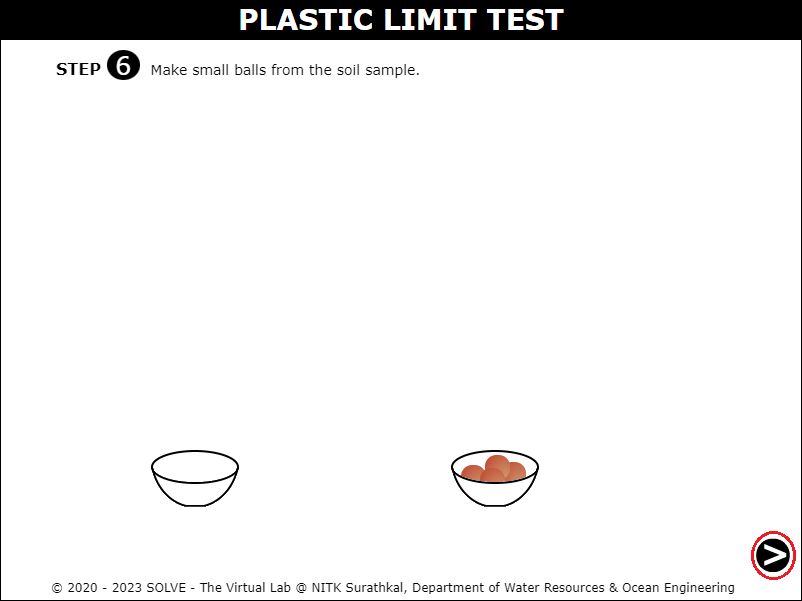 PLASTIC LIMIT TEST
STEP 6 Make small balls from the soil sample.
>
© 2020 - 2023 SOLVE - The Virtual Lab @ NITK Surathkal, Department of Water Resources & Ocean Engineering